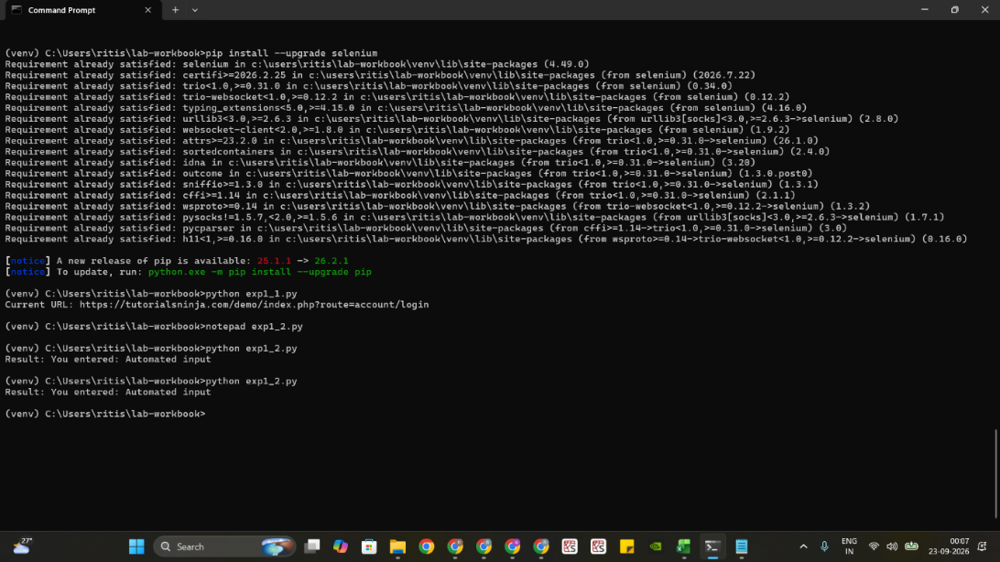 Command Prompt
(venv) C:\Users\ritis\lab-workbook>pip install --upgrade selenium
Requirement already satisfied: selenium in c:\users\ritis\lab-workbook\venv\lib\site-packages (4.49.0)
Requirement already satisfied: certifi>=2026.2.25 in c:\users\ritis\lab-workbook\venv\lib\site-packages (from selenium) (2026.7.22)
Requirement already satisfied: trio<1.0,>=0.31.0 in c:\users\ritis\lab-workbook\venv\lib\site-packages (from selenium) (0.34.0)
Requirement already satisfied: trio-websocket<1.0,>=0.12.2 in c:\users\ritis\lab-workbook\venv\lib\site-packages (from selenium) (0.12.2)
Requirement already satisfied: typing_extensions<5.0,>=4.15.0 in c:\users\ritis\lab-workbook\venv\lib\site-packages (from selenium) (4.16.0)
Requirement already satisfied: urllib3<3.0,>=2.6.3 in c:\users\ritis\lab-workbook\venv\lib\site-packages (from urllib3[socks]<3.0,>=2.6.3->selenium) (2.8.0)
Requirement already satisfied: websocket-client<2.0,>=1.8.0 in c:\users\ritis\lab-workbook\venv\lib\site-packages (from selenium) (1.9.2)
Requirement already satisfied: attrs>=23.2.0 in c:\users\ritis\lab-workbook\venv\lib\site-packages (from trio<1.0,>=0.31.0->selenium) (26.1.0)
Requirement already satisfied: sortedcontainers in c:\users\ritis\lab-workbook\venv\lib\site-packages (from trio<1.0,>=0.31.0->selenium) (2.4.0)
Requirement already satisfied: idna in c:\users\ritis\lab-workbook\venv\lib\site-packages (from trio<1.0,>=0.31.0->selenium) (3.20)
Requirement already satisfied: outcome in c:\users\ritis\lab-workbook\venv\lib\site-packages (from trio<1.0,>=0.31.0->selenium) (1.3.0.post0)
Requirement already satisfied: sniffio>=1.3.0 in c:\users\ritis\lab-workbook\venv\lib\site-packages (from trio<1.0,>=0.31.0->selenium) (1.3.1)
Requirement already satisfied: cffi>=1.14 in c:\users\ritis\lab-workbook\venv\lib\site-packages (from trio<1.0,>=0.31.0->selenium) (2.1.1)
Requirement already satisfied: wsproto>=0.14 in c:\users\ritis\lab-workbook\venv\lib\site-packages (from trio-websocket<1.0,>=0.12.2->selenium) (1.3.2)
Requirement already satisfied: pysocks!=1.5.7,<2.0,>=1.5.6 in c:\users\ritis\lab-workbook\venv\lib\site-packages (from urllib3[socks]<3.0,>=2.6.3->selenium) (1.7.1)
Requirement already satisfied: pycparser in c:\users\ritis\lab-workbook\venv\lib\site-packages (from cffi>=1.14->trio<1.0,>=0.31.0->selenium) (3.0)
Requirement already satisfied: h11<1,>=0.16.0 in c:\users\ritis\lab-workbook\venv\lib\site-packages (from wsproto>=0.14->trio-websocket<1.0,>=0.12.2->selenium) (0.16.0)
[notice] A new release of pip is available: 25.1.1 -> 26.2.1
[notice] To update, run: python.exe -m pip install --upgrade pip
(venv) C:\Users\ritis\lab-workbook>python exp1_1.py
Current URL: https://tutorialsninja.com/demo/index.php?route=account/login
(venv) C:\Users\ritis\lab-workbook>notepad exp1_2.py
(venv) C:\Users\ritis\lab-workbook>python exp1_2.py
Result: You entered: Automated input
(venv) C:\Users\ritis\lab-workbook>python exp1_2.py
Result: You entered: Automated input
(venv) C:\Users\ritis\lab-workbook>
27°
Search
ENG
IN
00:07
23-09-2026